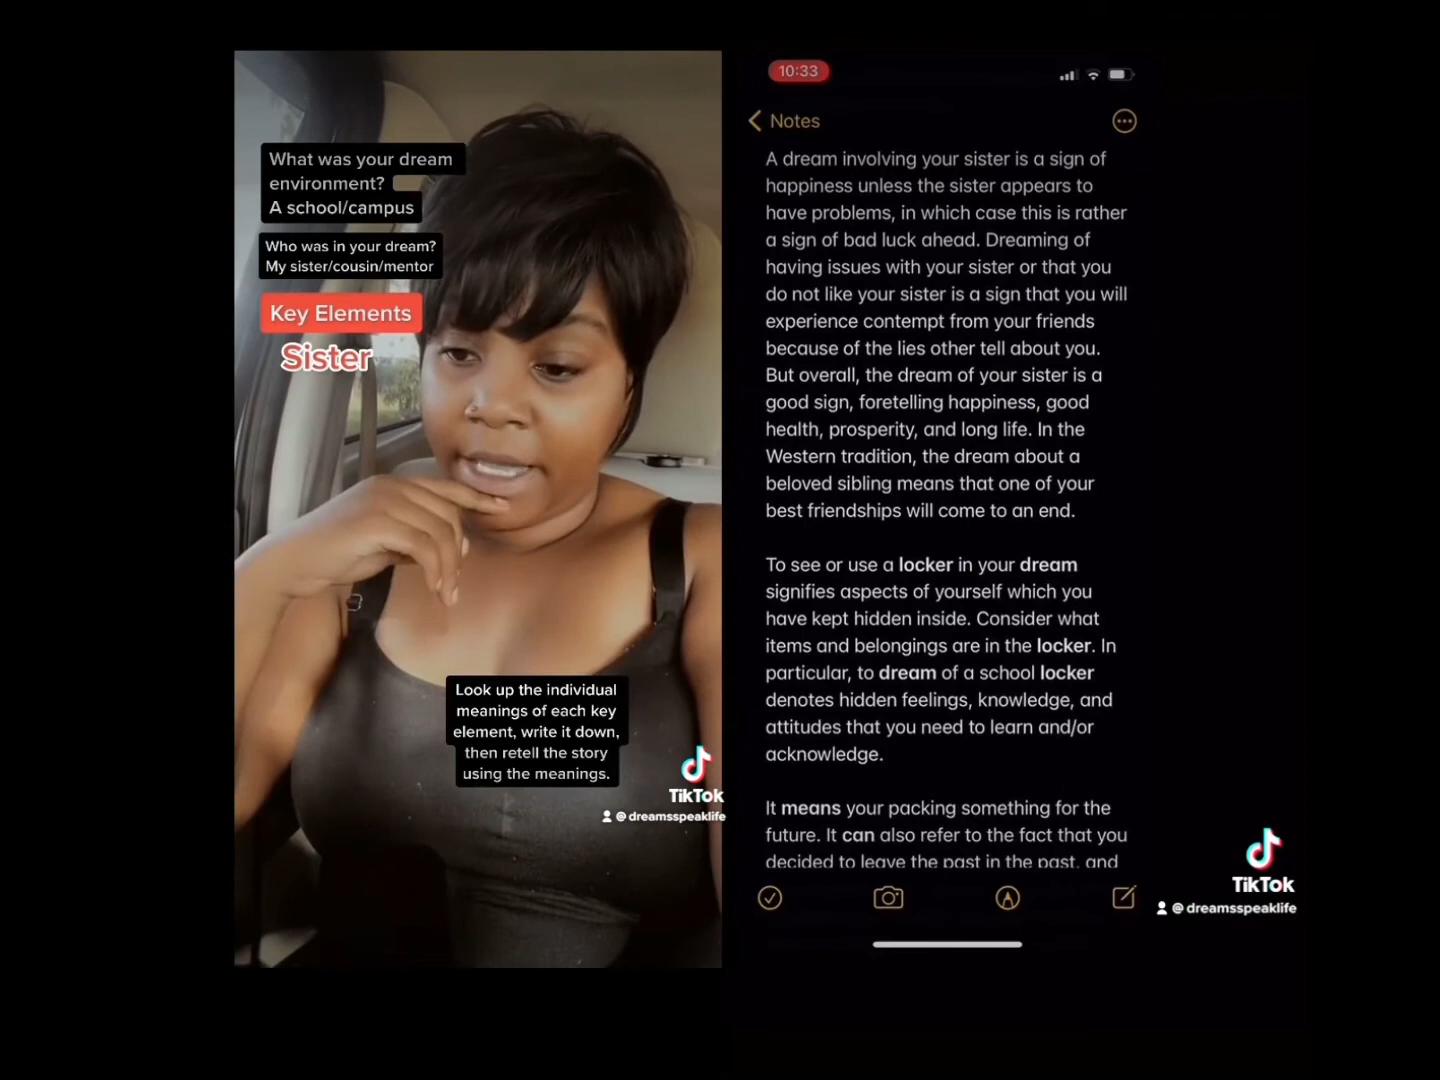 What was your dream
environment?
A school/campus
Who was in your dream?
My sister/cousin/mentor
Key Elements
Sister
Look up the individual
meanings of each key
element, write it down,
then retell the story
using the meanings.
TikTok
@dreamsspeaklife
10:33
Notes
A dream involving your sister is a sign of
happiness unless the sister appears to
have problems, in which case this is rather
a sign of bad luck ahead. Dreaming of
having issues with your sister or that you
do not like your sister is a sign that you will
experience contempt from your friends
because of the lies other tell about you.
But overall, the dream of your sister is a
good sign, foretelling happiness, good
health, prosperity, and long life. In the
Western tradition, the dream about a
beloved sibling means that one of your
best friendships will come to an end.
To see or use a locker in your dream
signifies aspects of yourself which you
have kept hidden inside. Consider what
items and belongings are in the locker. In
particular, to dream of a school locker
denotes hidden feelings, knowledge, and
attitudes that you need to learn and/or
acknowledge.
It means your packing something for the
future. It can also refer to the fact that you
decided to leave the past in the past, and
TikTok
@dreamsspeaklife